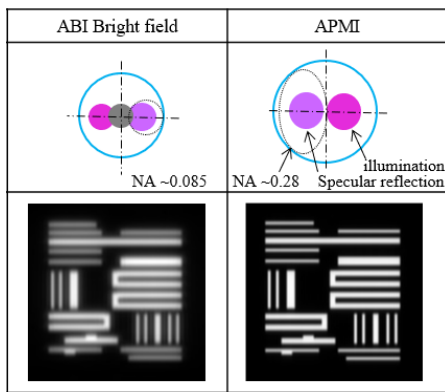 ABI Bright field
APMI
NA ~0.085
illumination
NA ~0.28 Specular reflection